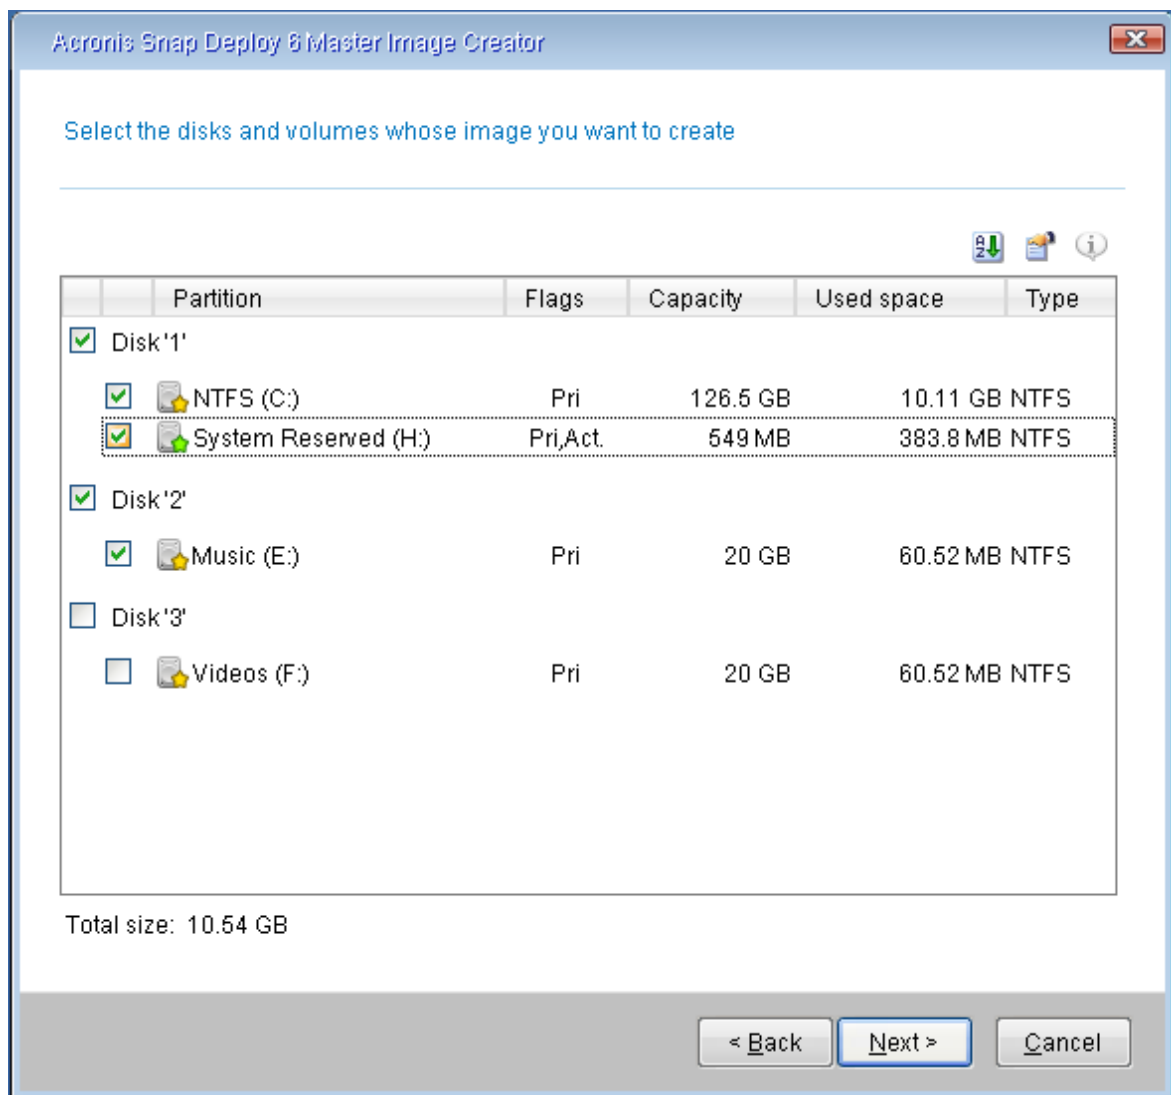 Acronis Snap Deploy 6 Master Image Creator
Select the disks and volumes whose image you want to create
Partition Flags Capacity Used space Type
Disk '1'
NTFS (C:) Pri 126.5 GB 10.11 GB NTFS
System Reserved (H:) Pri,Act. 549 MB 383.8 MB NTFS
Disk '2'
Music (E:) Pri 20 GB 60.52 MB NTFS
Disk '3'
Videos (F:) Pri 20 GB 60.52 MB NTFS
Total size: 10.54 GB
< Back Next > Cancel